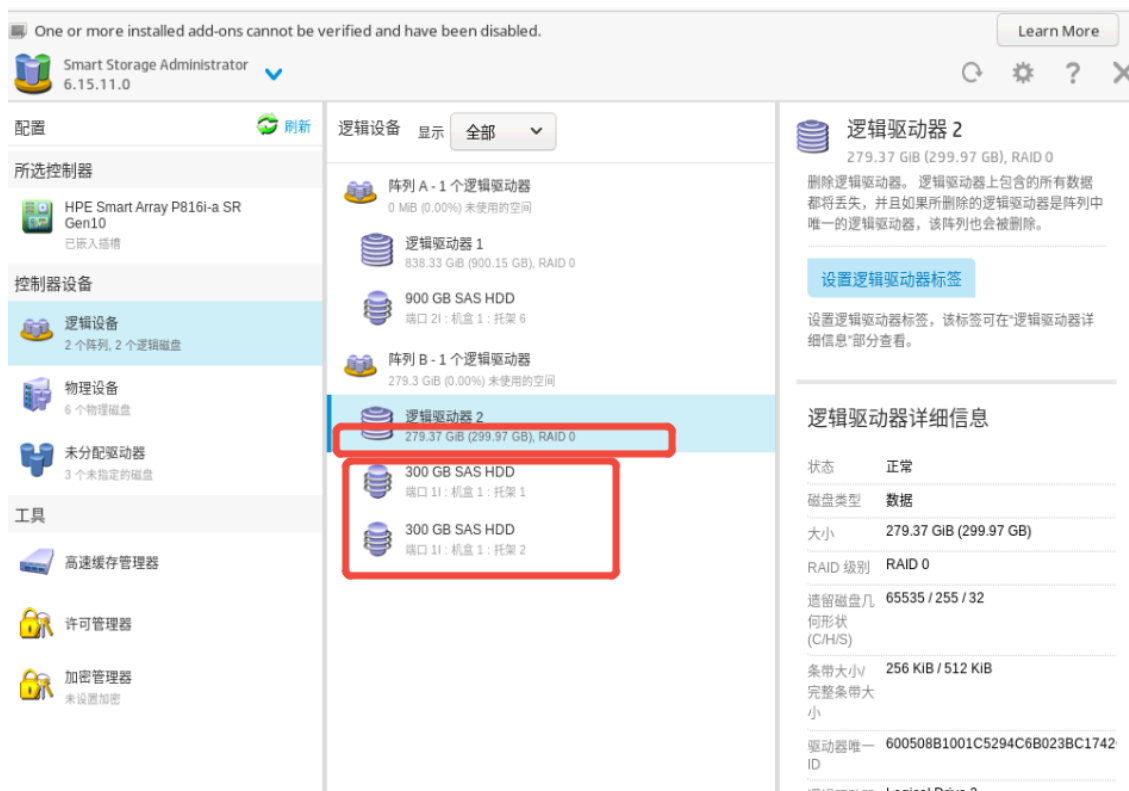 One or more installed add-ons cannot be verified and have been disabled.
Learn More
Smart Storage Administrator
6.15.11.0
配置
刷新
所选控制器
HPE Smart Array P816i-a SR
Gen10
已嵌入插槽
控制器设备
逻辑设备
2 个阵列, 2 个逻辑磁盘
物理设备
6 个物理磁盘
未分配驱动器
3 个未指定的磁盘
工具
高速缓存管理器
许可管理器
加密管理器
未设置加密
逻辑设备 显示 全部
阵列 A - 1 个逻辑驱动器
0 MiB (0.00%) 未使用的空间
逻辑驱动器 1
838.33 GiB (900.15 GB), RAID 0
900 GB SAS HDD
端口 2I : 机盒 1 : 托架 6
阵列 B - 1 个逻辑驱动器
279.3 GiB (0.00%) 未使用的空间
逻辑驱动器 2
279.37 GiB (299.97 GB), RAID 0
300 GB SAS HDD
端口 1I : 机盒 1 : 托架 1
300 GB SAS HDD
端口 1I : 机盒 1 : 托架 2
逻辑驱动器 2
279.37 GiB (299.97 GB), RAID 0
删除逻辑驱动器。 逻辑驱动器上包含的所有数据
都将丢失，并且如果所删除的逻辑驱动器是阵列中
唯一的逻辑驱动器，该阵列也会被删除。
设置逻辑驱动器标签
设置逻辑驱动器标签，该标签可在“逻辑驱动器详
细信息”部分查看。
逻辑驱动器详细信息
状态 正常
磁盘类型 数据
大小 279.37 GiB (299.97 GB)
RAID 级别 RAID 0
遗留磁盘几 65535 / 255 / 32
何形状
(C/H/S)
条带大小/ 256 KiB / 512 KiB
完整条带大
小
驱动器唯一 600508B1001C5294C6B023BC1742
ID
Logical Drive 2